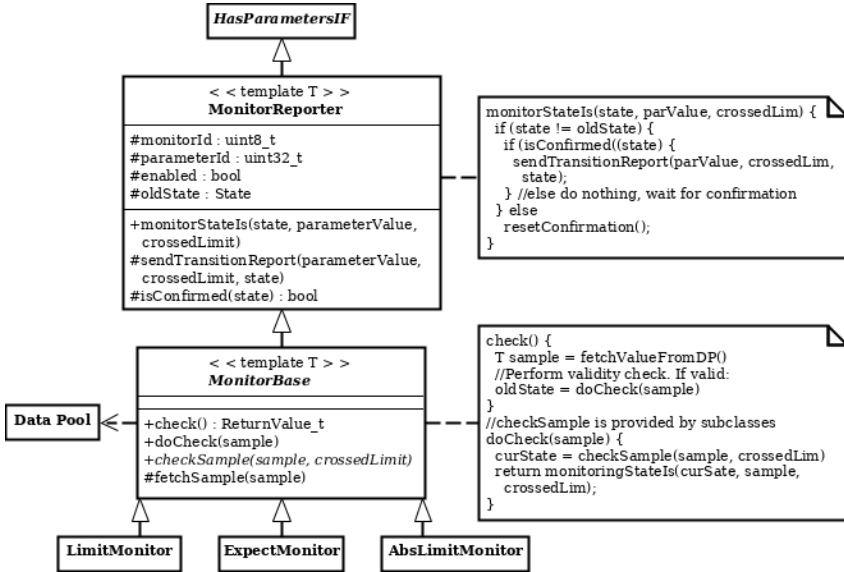 HasParametersIF
< < template T > >
MonitorReporter
#monitorId : uint8_t
#parameterId : uint32_t
#enabled : bool
#oldState : State
+monitorStateIs(state, parameterValue,
crossedLimit)
#sendTransitionReport(parameterValue,
crossedLimit, state)
#isConfirmed(state) : bool
monitorStateIs(state, parValue, crossedLim) {
if (state != oldState) {
if (isConfirmed((state) {
sendTransitionReport(parValue, crossedLim,
state);
} //else do nothing, wait for confirmation
} else
resetConfirmation();
}
< < template T > >
MonitorBase
+check() : ReturnValue_t
+doCheck(sample)
+checkSample(sample, crossedLimit)
#fetchSample(sample)
Data Pool
check() {
T sample = fetchValueFromDP()
//Perform validity check. If valid:
oldState = doCheck(sample)
}
//checkSample is provided by subclasses
doCheck(sample) {
curState = checkSample(sample, crossedLim)
return monitoringStateIs(curSate, sample,
crossedLim);
}
LimitMonitor
ExpectMonitor
AbsLimitMonitor